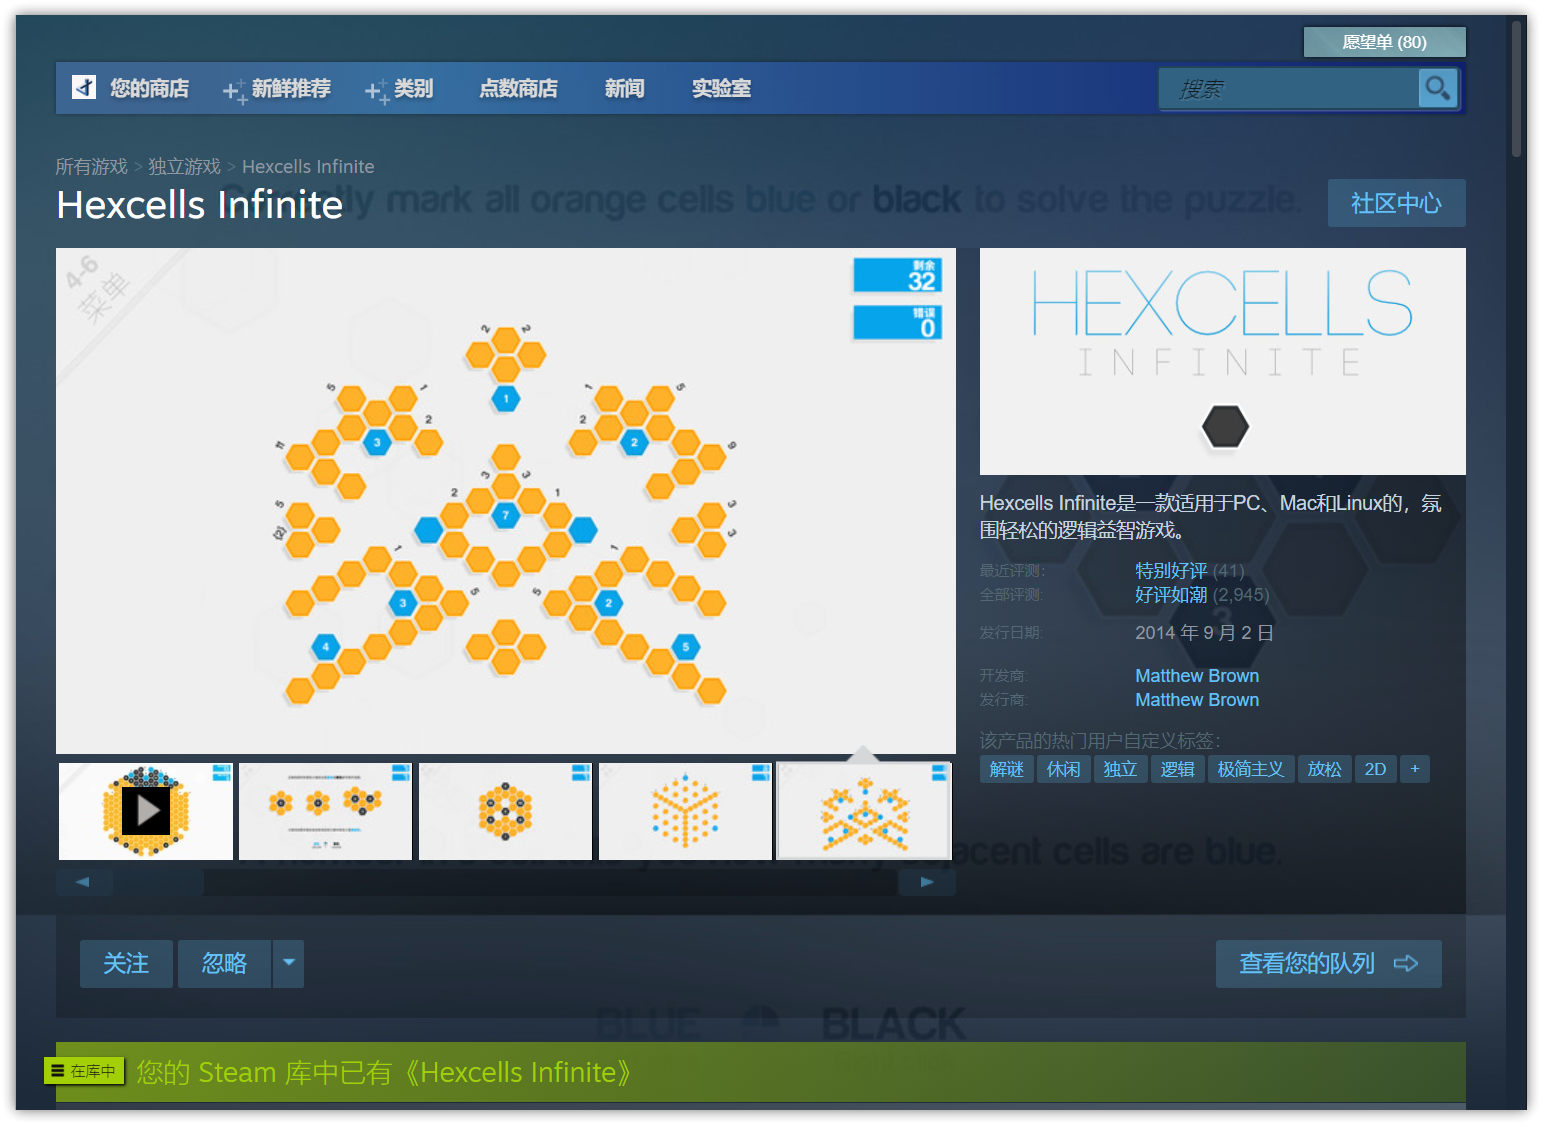 愿望单 (80)
您的商店 新鲜推荐 类别 点数商店 新闻 实验室 搜索
所有游戏 > 独立游戏 > Hexcells Infinite
Hexcells Infinite
mark all orange cells blue or black to solve the puzzle.
社区中心
4-6
菜单
剩余
32
错误
0
2 2
1
5 1
2
3
11
1 5
2
2
6
5
[2]
3 3
2 1
7
3
3
1
3
5
1
2
5
4
5
HEXCELLS
INFINITE
Hexcells Infinite是一款适用于PC、Mac和Linux的，氛
围轻松的逻辑益智游戏。
最近评测: 特别好评 (41)
全部评测: 好评如潮 (2,945)
3
发行日期: 2014 年 9 月 2 日
开发商: Matthew Brown
发行商: Matthew Brown
该产品的热门用户自定义标签:
解谜 休闲 独立 逻辑 极简主义 放松 2D +
cells are blue.
关注 忽略 查看您的队列
BLUE BLACK
在库中 您的 Steam 库中已有《Hexcells Infinite》